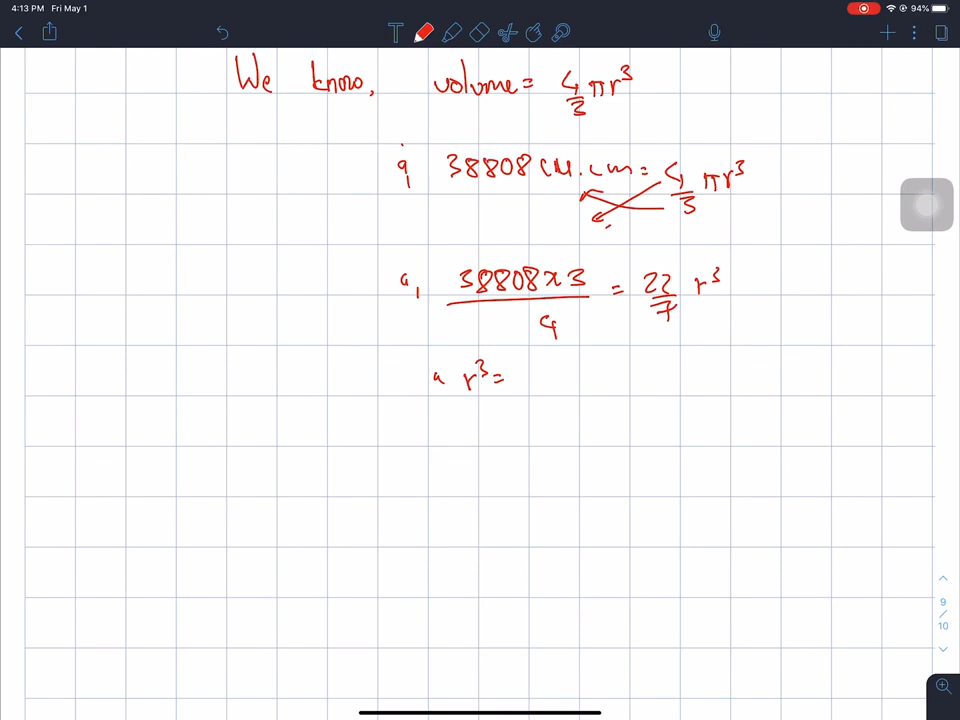 4:13 PM Fri May 1
94%
We know, volume = 4/3 πr³
38808 cu.cm = 4/3 πr³
38808 x 3 / 4 = 22/7 r³
r³ =
9
/
10